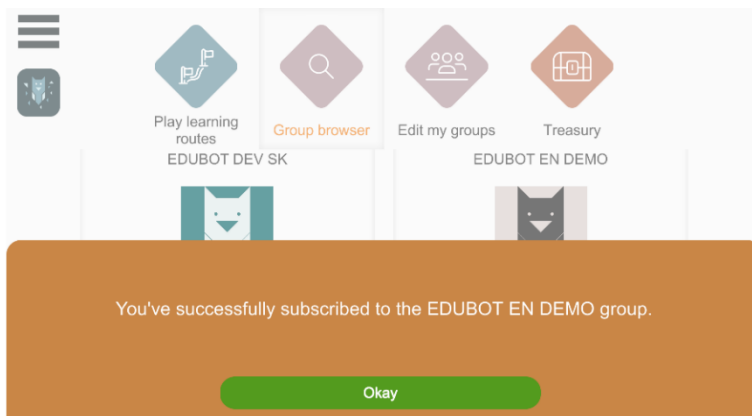 Play learning
routes
Group browser
Edit my groups
Treasury
EDUBOT DEV SK
EDUBOT EN DEMO
You've successfully subscribed to the EDUBOT EN DEMO group.
Okay